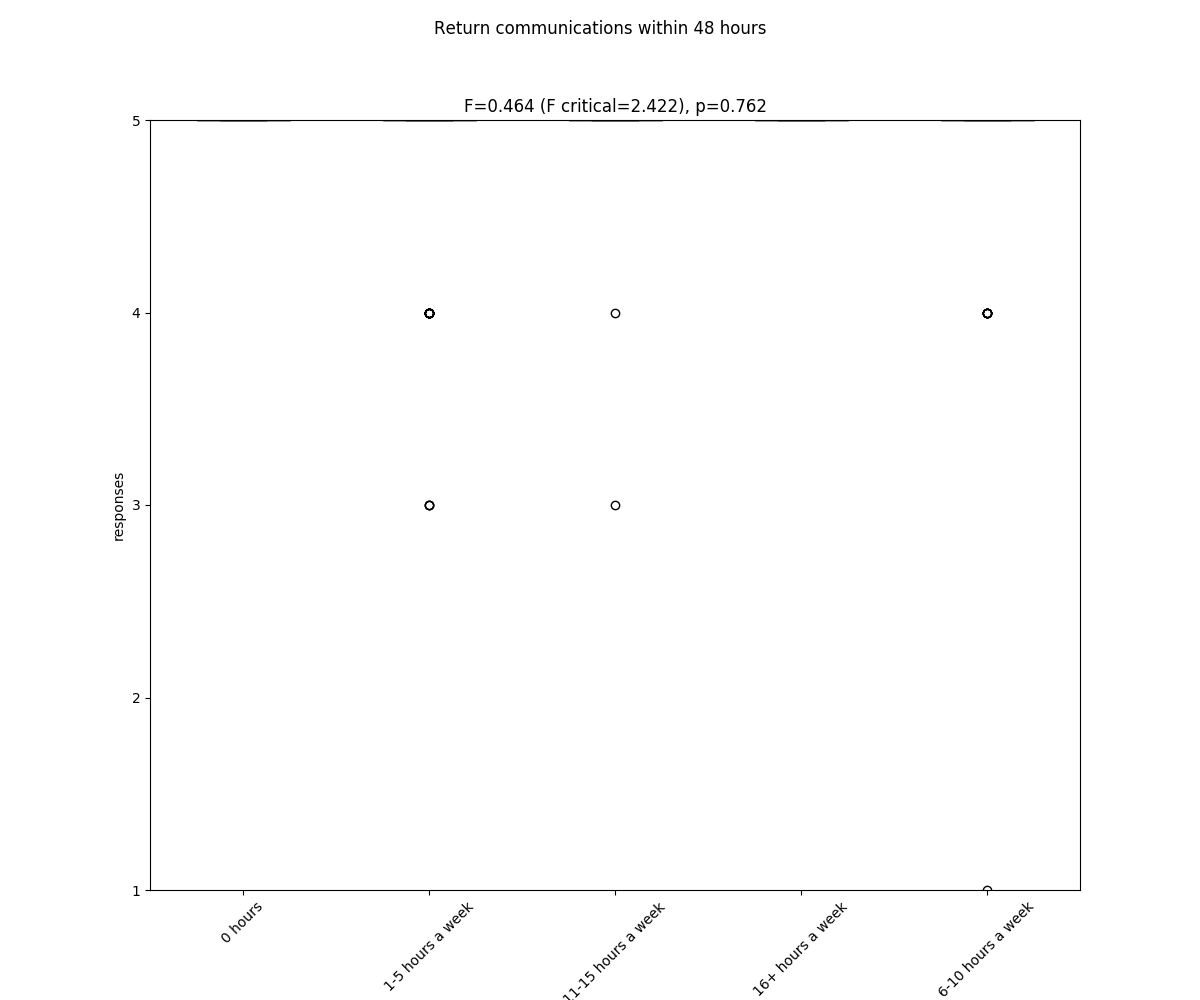 Return communications within 48 hours
F=0.464 (F critical=2.422), p=0.762
5
4
3
2
1
responses
0 hours
1-5 hours a week
11-15 hours a week
16+ hours a week
6-10 hours a week